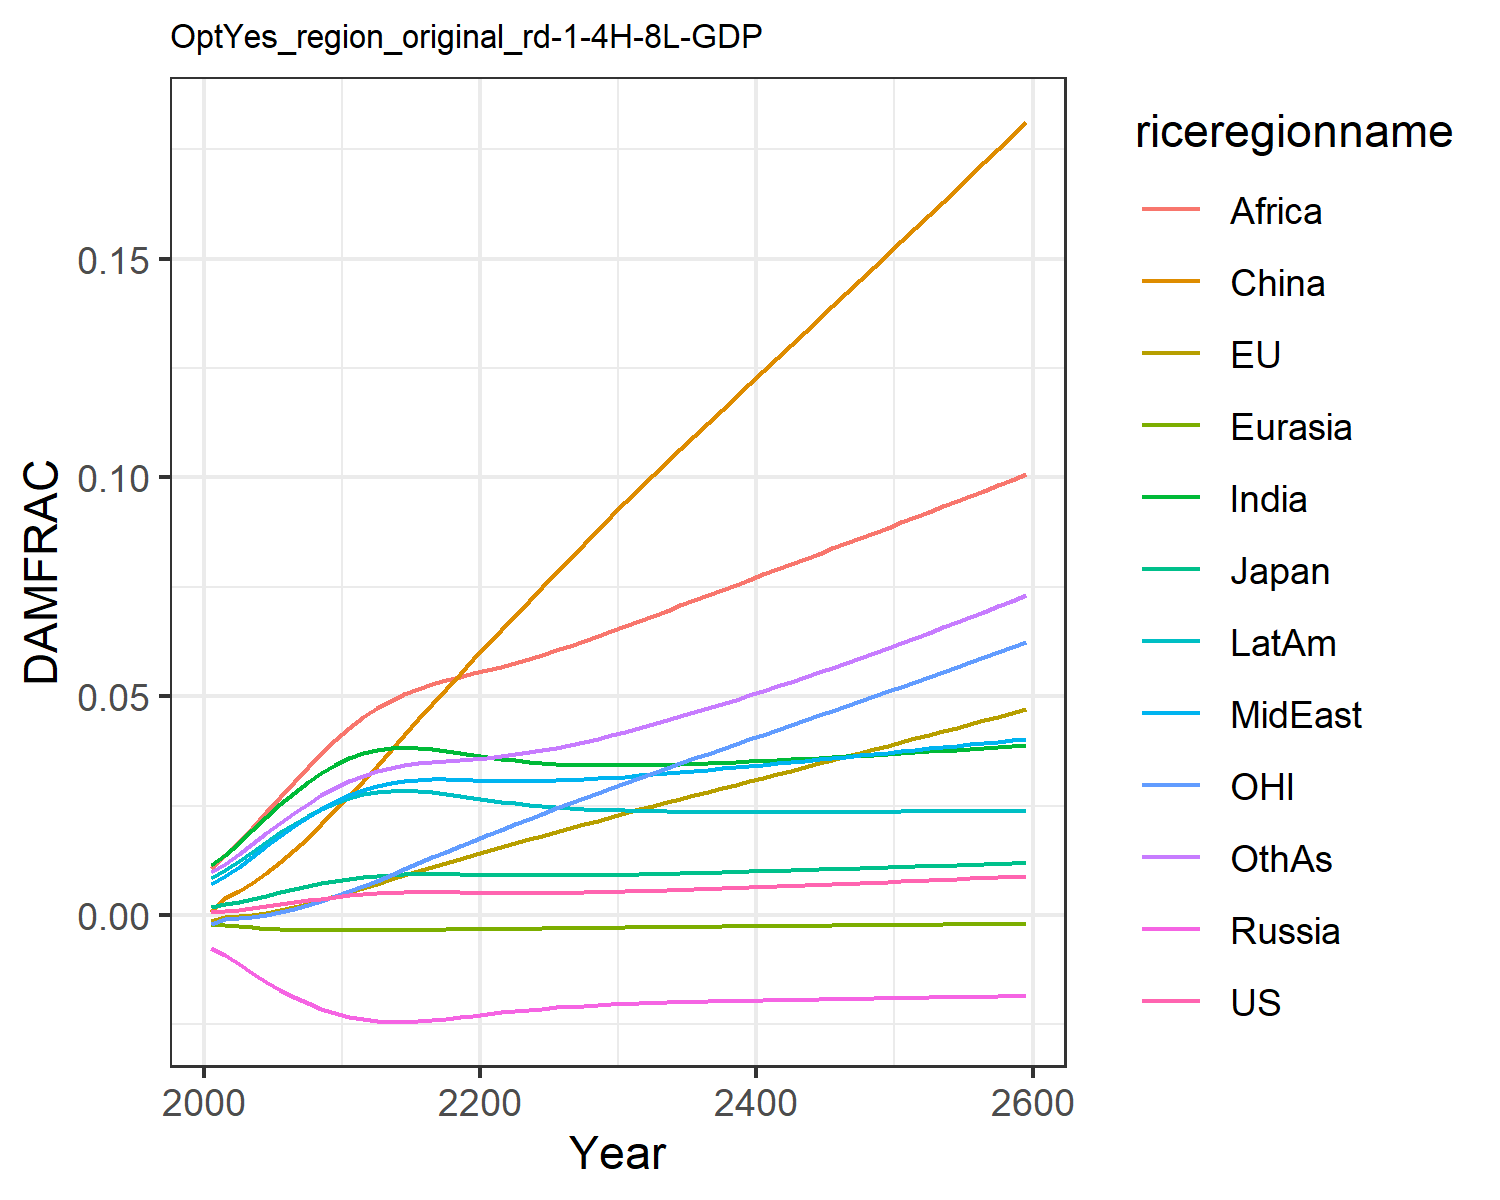 OptYes_region_original_rd-1-4H-8L-GDP
riceregionname
Africa
China
EU
Eurasia
India
Japan
LatAm
MidEast
OHI
OthAs
Russia
US
DAMFRAC
0.15
0.10
0.05
0.00
2000
2200
2400
2600
Year